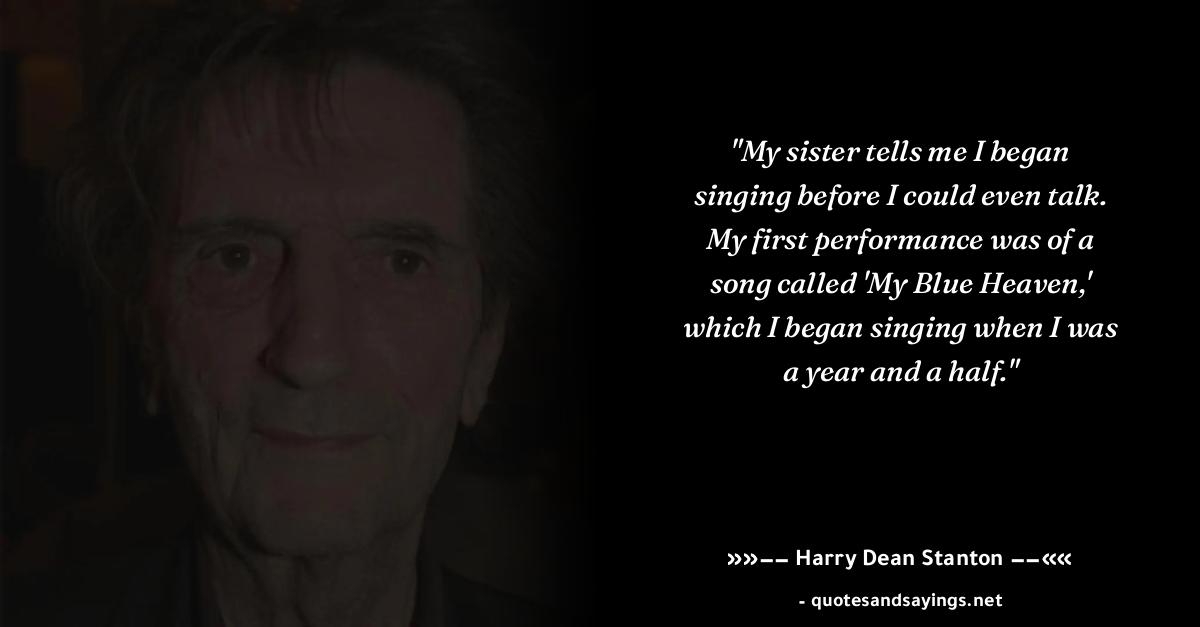 "My sister tells me I began
singing before I could even talk.
My first performance was of a
song called 'My Blue Heaven,'
which I began singing when I was
a year and a half."
»»−− Harry Dean Stanton −−««
- quotesandsayings.net